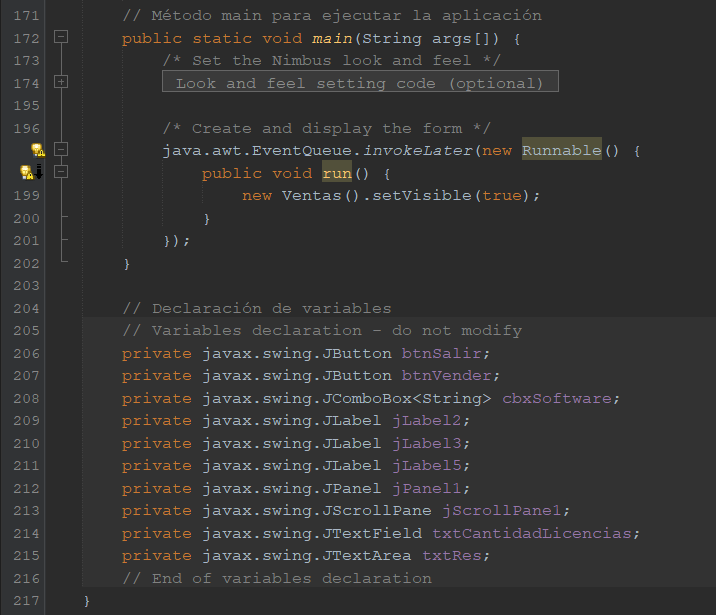 171 // Método main para ejecutar la aplicación
172 public static void main(String args[]) {
173 /* Set the Nimbus look and feel */
174 Look and feel setting code (optional)
195
196 /* Create and display the form */
java.awt.EventQueue.invokeLater(new Runnable() {
public void run() {
199 new Ventas().setVisible(true);
200 }
201 });
202 }
203
204 // Declaración de variables
205 // Variables declaration - do not modify
206 private javax.swing.JButton btnSalir;
207 private javax.swing.JButton btnVender;
208 private javax.swing.JComboBox<String> cbxSoftware;
209 private javax.swing.JLabel jLabel2;
210 private javax.swing.JLabel jLabel3;
211 private javax.swing.JLabel jLabel5;
212 private javax.swing.JPanel jPanel1;
213 private javax.swing.JScrollPane jScrollPane1;
214 private javax.swing.JTextField txtCantidadLicencias;
215 private javax.swing.JTextArea txtRes;
216 // End of variables declaration
217 }